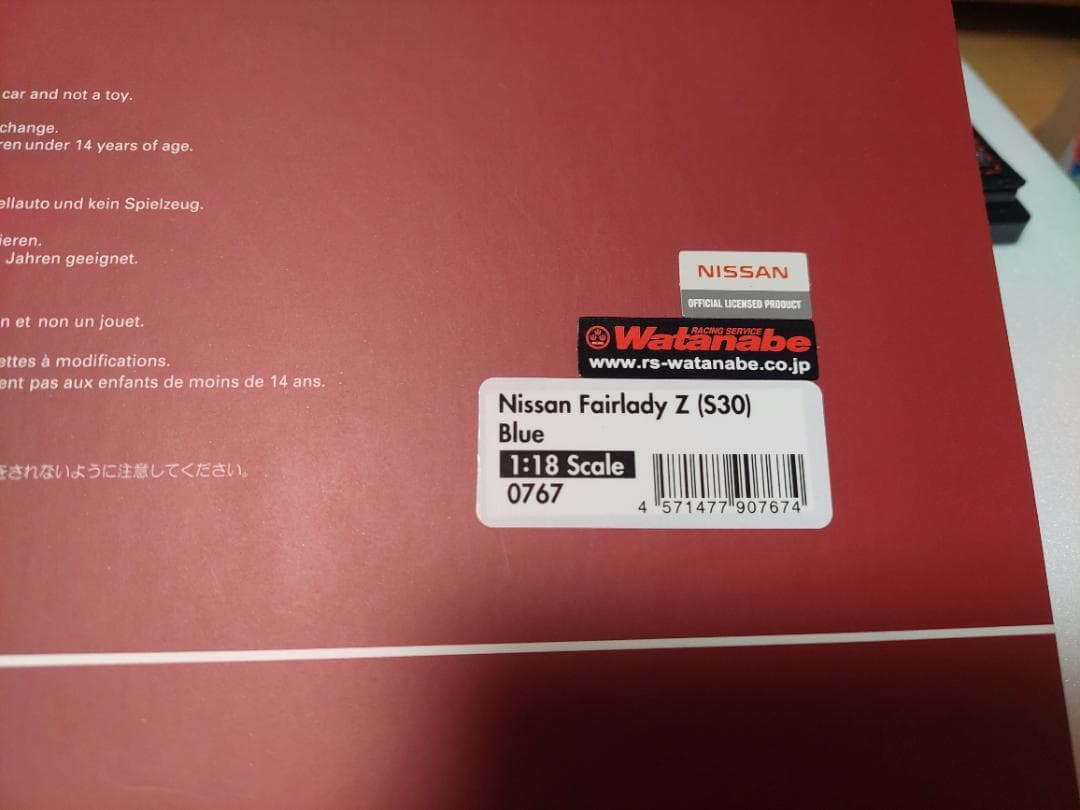 car and not a toy.
change.
ren under 14 years of age.
ellauto und kein Spielzeug.
ieren.
Jahren geeignet.
n et non un jouet.
ettes à modifications.
ent pas aux enfants de moins de 14 ans.
をされないように注意してください。
NISSAN
OFFICIAL LICENSED PRODUCT
RACING SERVICE
Watanabe
www.rs-watanabe.co.jp
Nissan Fairlady Z (S30)
Blue
1:18 Scale
0767
4 571477 907674